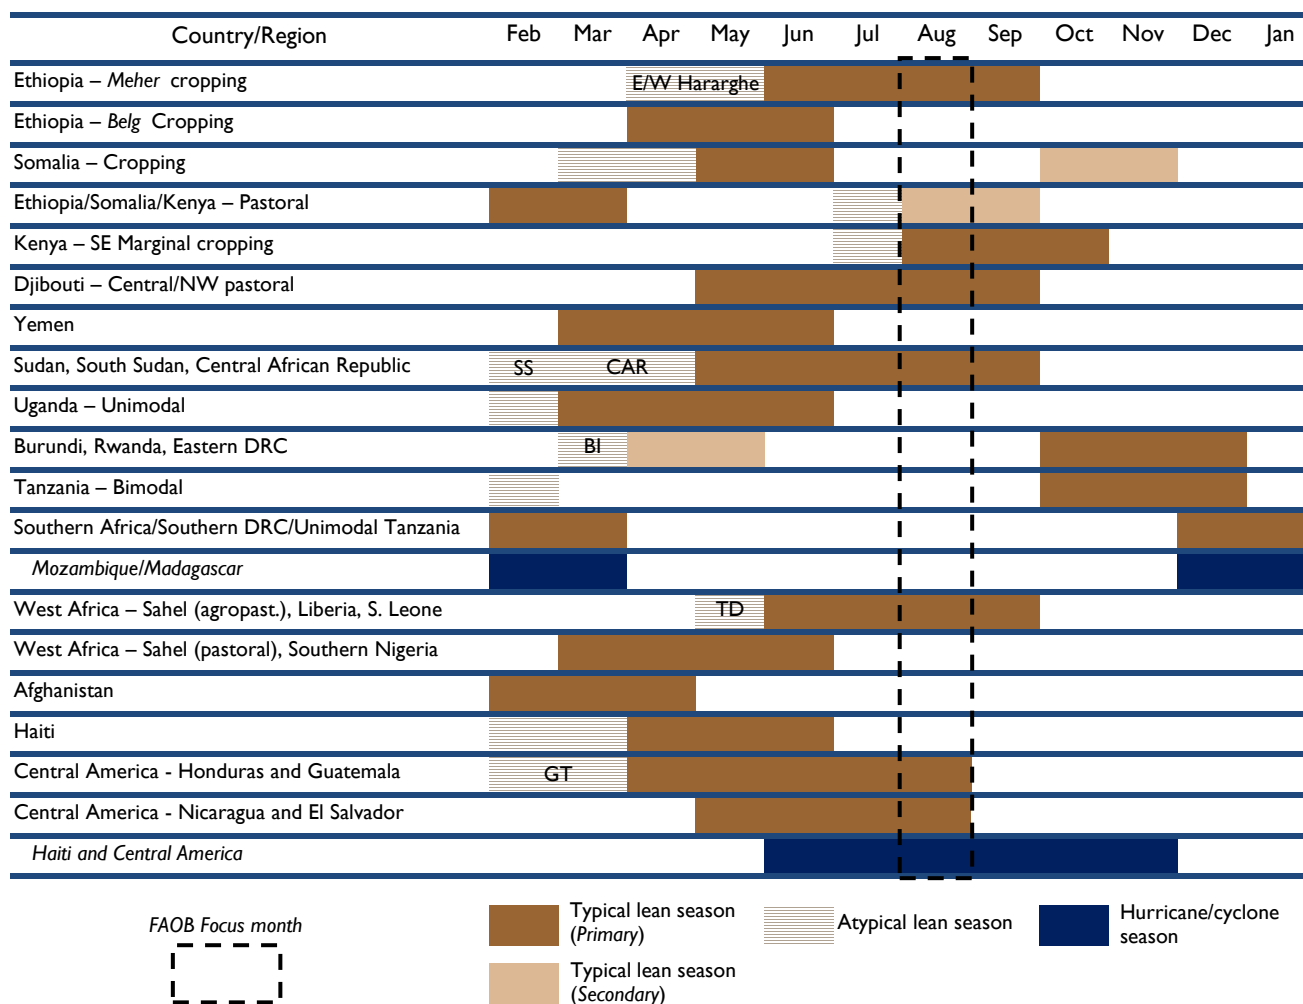 Country/Region Feb Mar Apr May Jun Jul Aug Sep Oct Nov Dec Jan
Ethiopia – Meher cropping E/W Hararghe
Ethiopia – Belg Cropping
Somalia – Cropping
Ethiopia/Somalia/Kenya – Pastoral
Kenya – SE Marginal cropping
Djibouti – Central/NW pastoral
Yemen
Sudan, South Sudan, Central African Republic SS CAR
Uganda – Unimodal
Burundi, Rwanda, Eastern DRC BI
Tanzania – Bimodal
Southern Africa/Southern DRC/Unimodal Tanzania
Mozambique/Madagascar
West Africa – Sahel (agropast.), Liberia, S. Leone TD
West Africa – Sahel (pastoral), Southern Nigeria
Afghanistan
Haiti
Central America - Honduras and Guatemala GT
Central America - Nicaragua and El Salvador
Haiti and Central America
FAOB Focus month
Typical lean season
(Primary)
Atypical lean season
Hurricane/cyclone
season
Typical lean season
(Secondary)